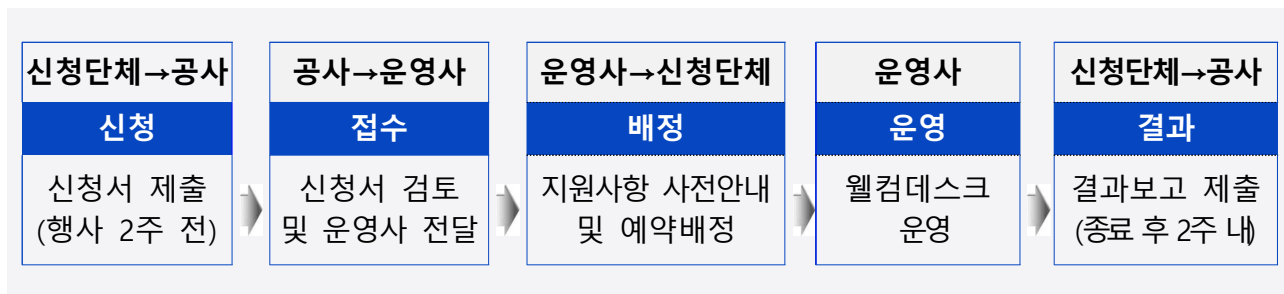 신청단체→공사
신청
신청서 제출
(행사 2주 전)
공사→운영사
접수
신청서 검토
및 운영사 전달
운영사→신청단체
배정
지원사항 사전안내
및 예약배정
운영사
운영
웰컴데스크
운영
신청단체→공사
결과
결과보고 제출
(종료 후 2주 내)